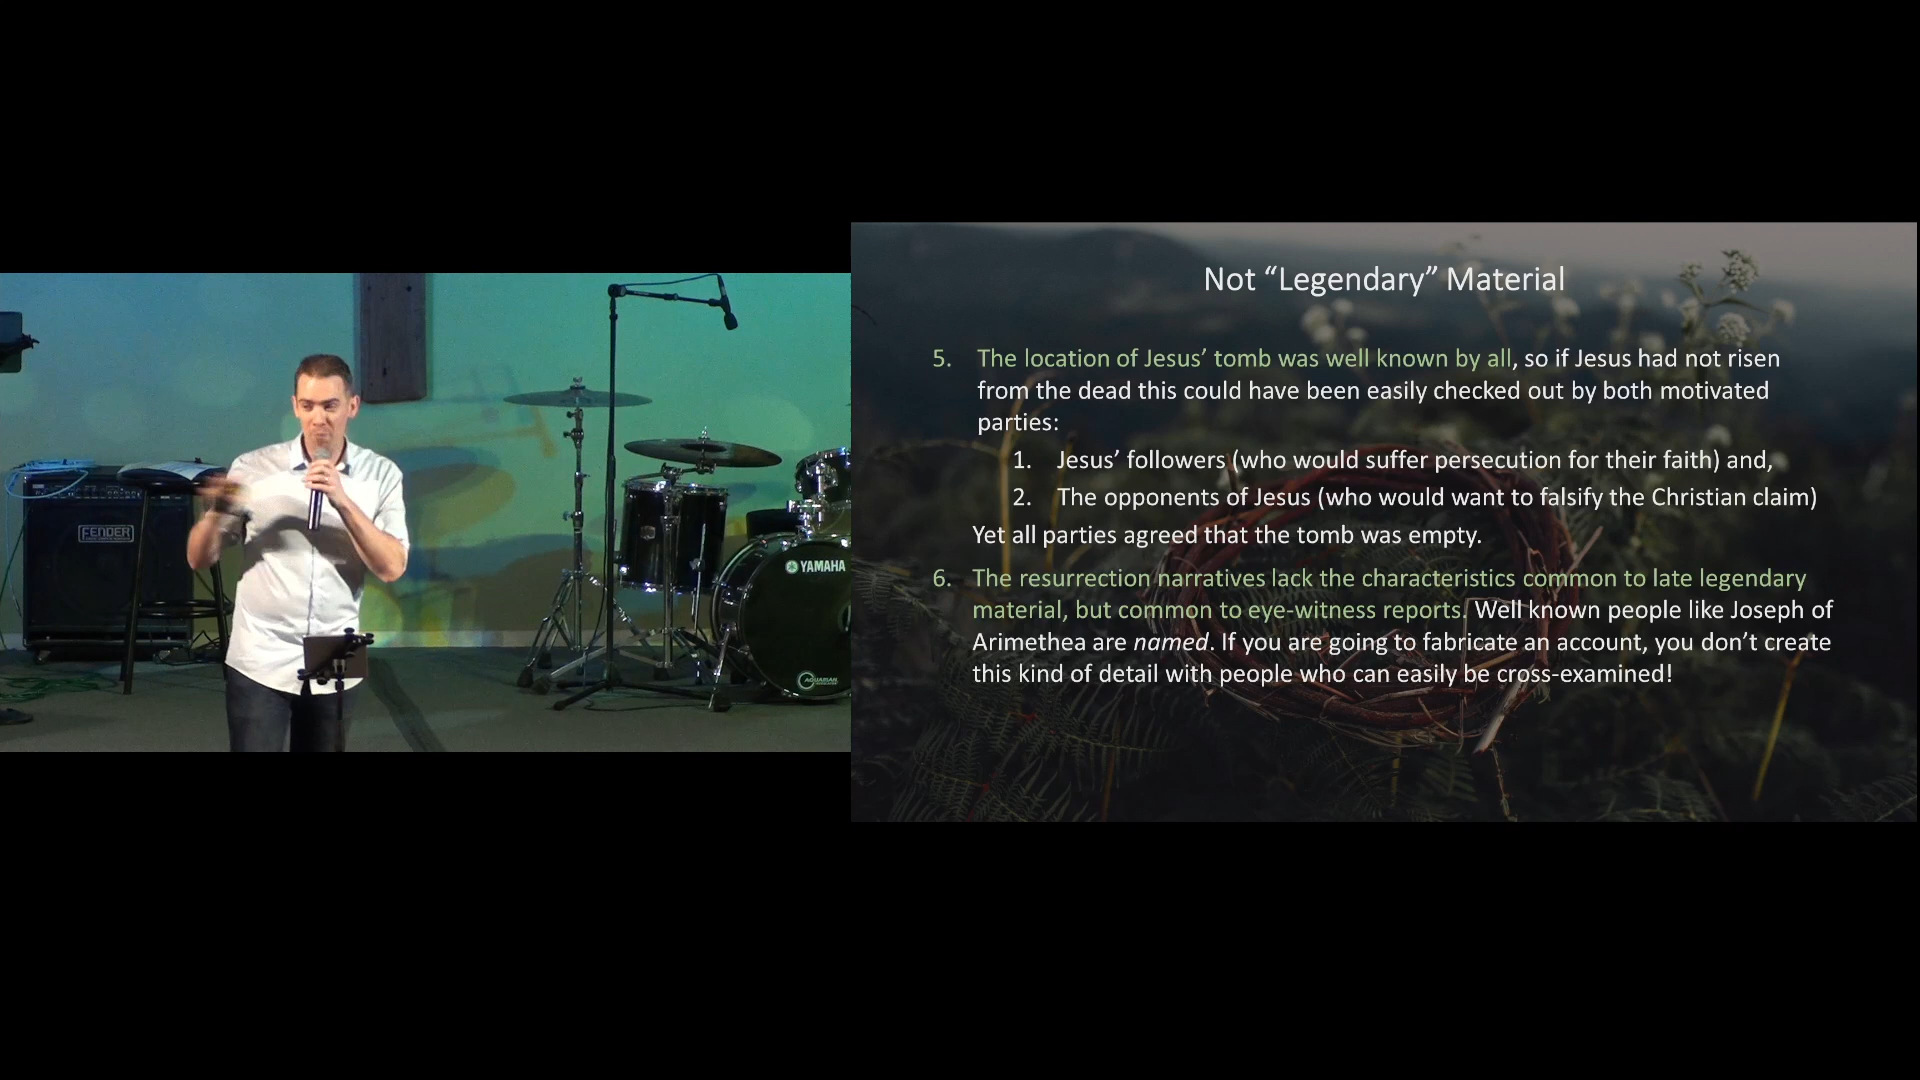 FENDER
YAMAHA
AQUARIAN
Not “Legendary” Material
5. The location of Jesus’ tomb was well known by all, so if Jesus had not risen
from the dead this could have been easily checked out by both motivated
parties:
1. Jesus’ followers (who would suffer persecution for their faith) and,
2. The opponents of Jesus (who would want to falsify the Christian claim)
Yet all parties agreed that the tomb was empty.
6. The resurrection narratives lack the characteristics common to late legendary
material, but common to eye-witness reports. Well known people like Joseph of
Arimethea are named. If you are going to fabricate an account, you don’t create
this kind of detail with people who can easily be cross-examined!